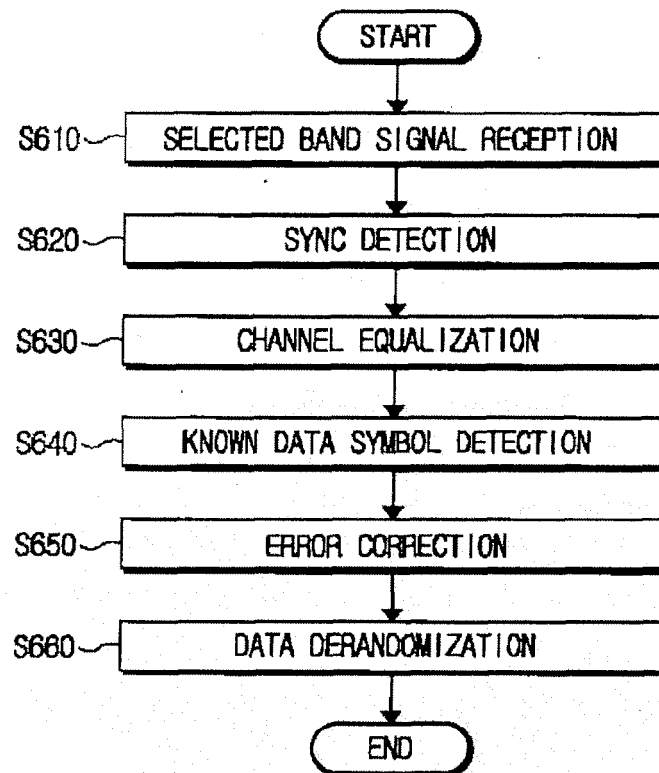 START
S610 SELECTED BAND SIGNAL RECEPTION
S620 SYNC DETECTION
S630 CHANNEL EQUALIZATION
S640 KNOWN DATA SYMBOL DETECTION
S650 ERROR CORRECTION
S660 DATA DERANDOMIZATION
END